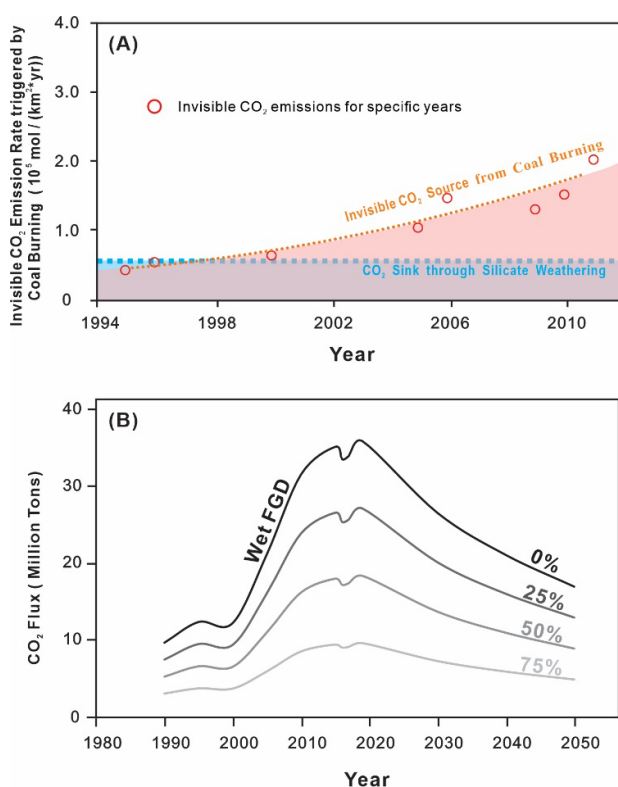 (A)
Invisible CO₂ Emission Rate triggered by
Coal Burning ( 10⁵ mol / (km²*yr))
4.0
3.0
2.0
1.0
0
Invisible CO₂ emissions for specific years
Invisible CO₂ Source from Coal Burning
CO₂ Sink through Silicate Weathering
1994 1998 2002 2006 2010
Year
(B)
CO₂ Flux ( Million Tons)
40
30
20
10
0
Wet FGD
0%
25%
50%
75%
1980 1990 2000 2010 2020 2030 2040 2050
Year